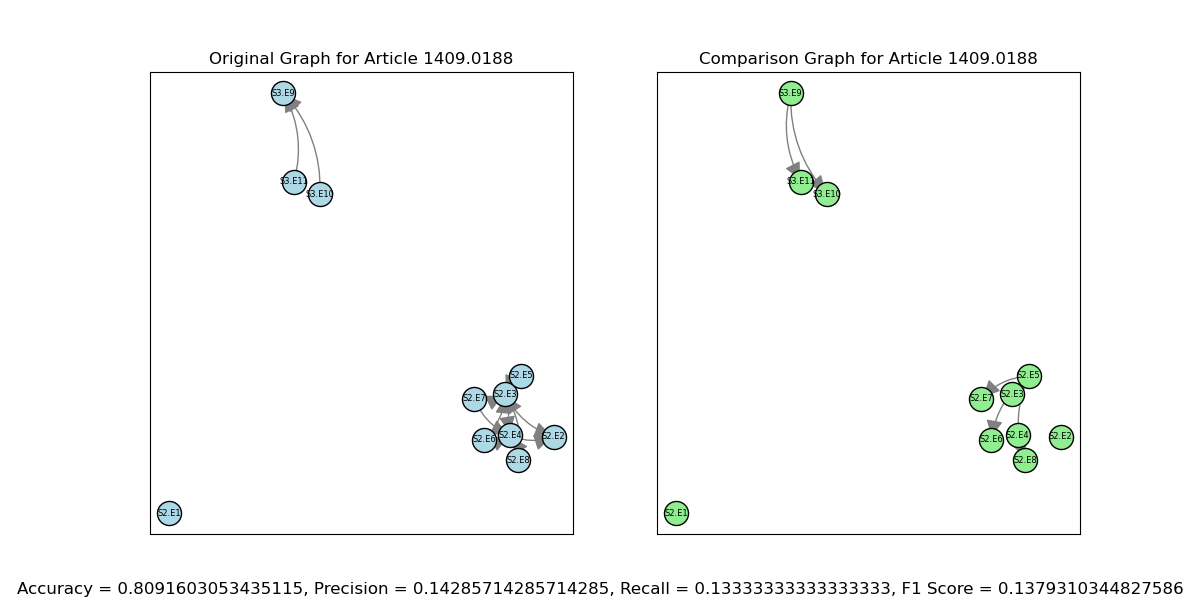 Original Graph for Article 1409.0188
S3.E9
S3.E11
S3.E10
S2.E5
S2.E3
S2.E7
S2.E4
S2.E6
S2.E2
S2.E8
S2.E1
Comparison Graph for Article 1409.0188
S3.E9
S3.E11
S3.E10
S2.E5
S2.E3
S2.E7
S2.E4
S2.E6
S2.E2
S2.E8
S2.E1
Accuracy = 0.8091603053435115, Precision = 0.14285714285714285, Recall = 0.13333333333333333, F1 Score = 0.1379310344827586